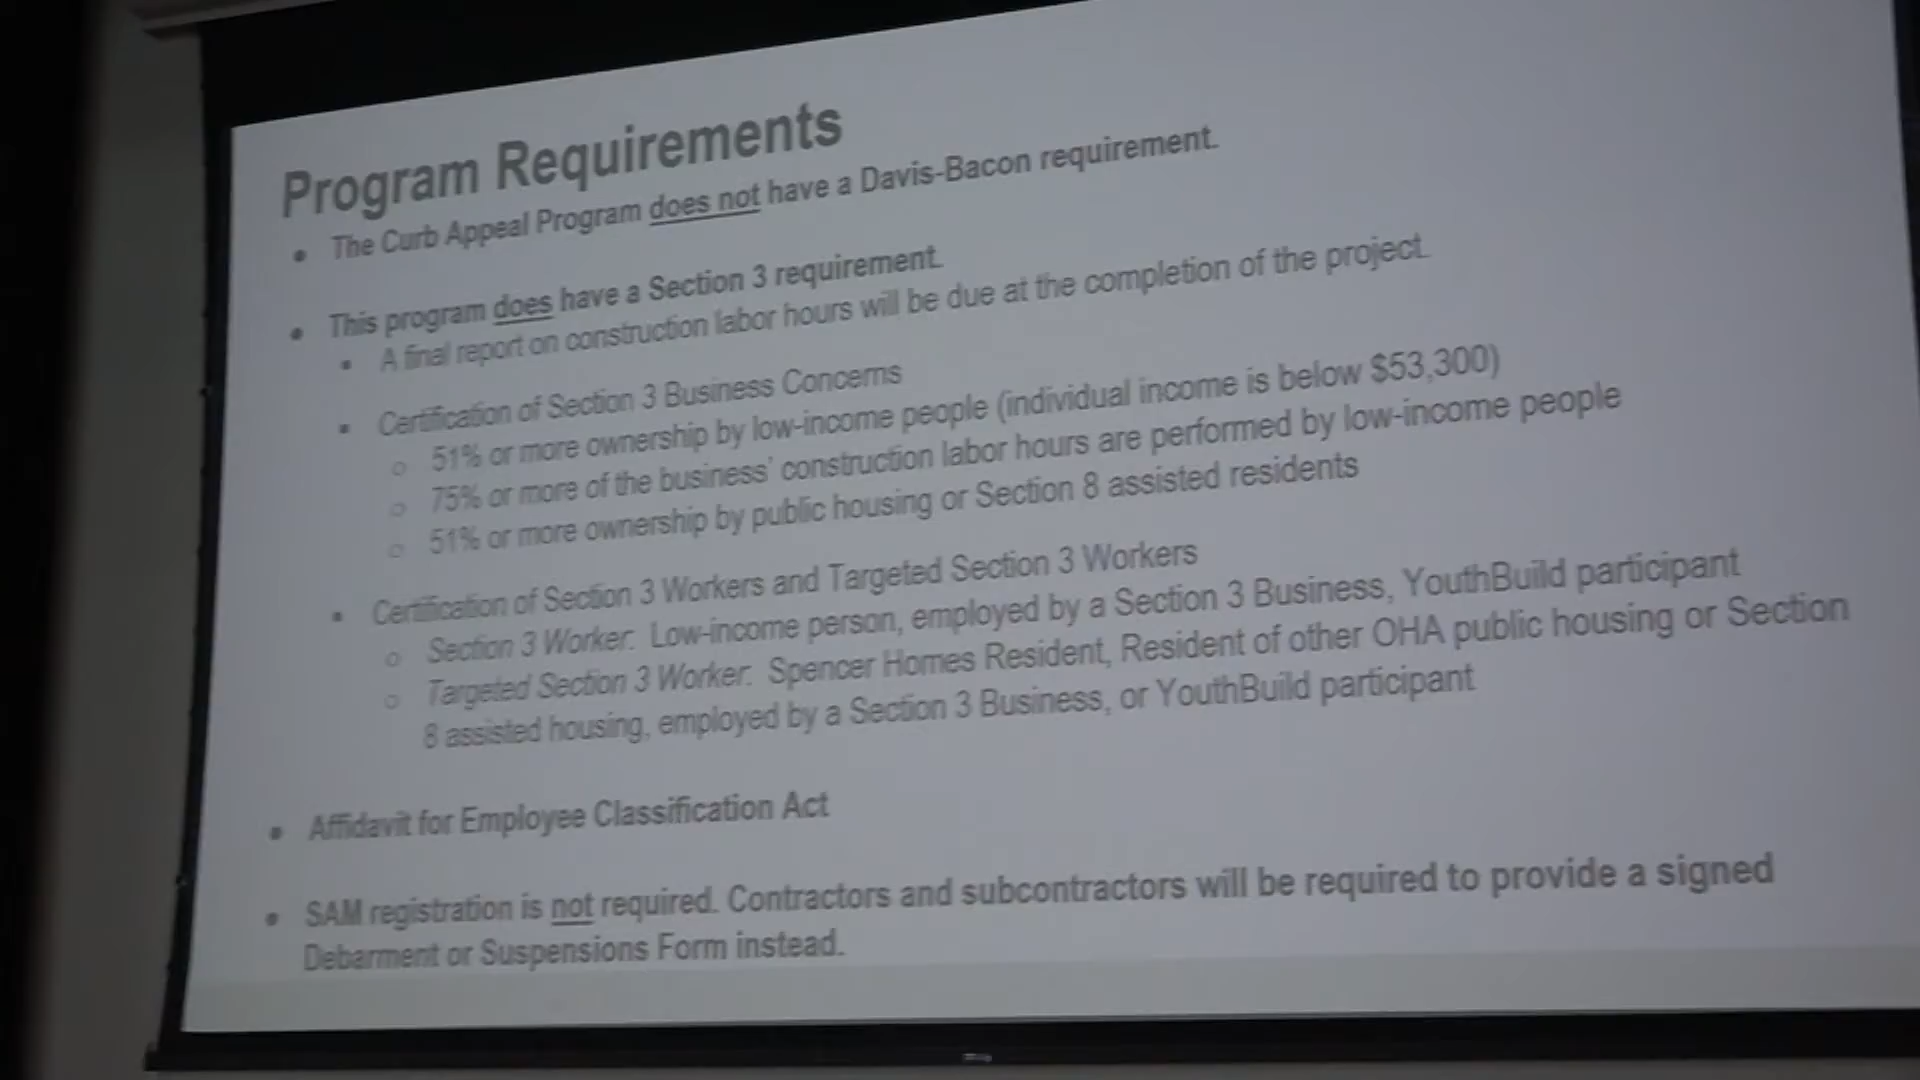 Program Requirements
• The Curb Appeal Program does not have a Davis-Bacon requirement.
• This program does have a Section 3 requirement.
• A final report on construction labor hours will be due at the completion of the project.
• Certification of Section 3 Business Concerns
○ 51% or more ownership by low-income people (individual income is below $53,300)
○ 75% or more of the business' construction labor hours are performed by low-income people
○ 51% or more ownership by public housing or Section 8 assisted residents
• Certification of Section 3 Workers and Targeted Section 3 Workers
○ Section 3 Worker: Low-income person, employed by a Section 3 Business, YouthBuild participant
○ Targeted Section 3 Worker: Spencer Homes Resident, Resident of other OHA public housing or Section
8 assisted housing, employed by a Section 3 Business, or YouthBuild participant
• Affidavit for Employee Classification Act
• SAM registration is not required. Contractors and subcontractors will be required to provide a signed
Debarment or Suspensions Form instead.